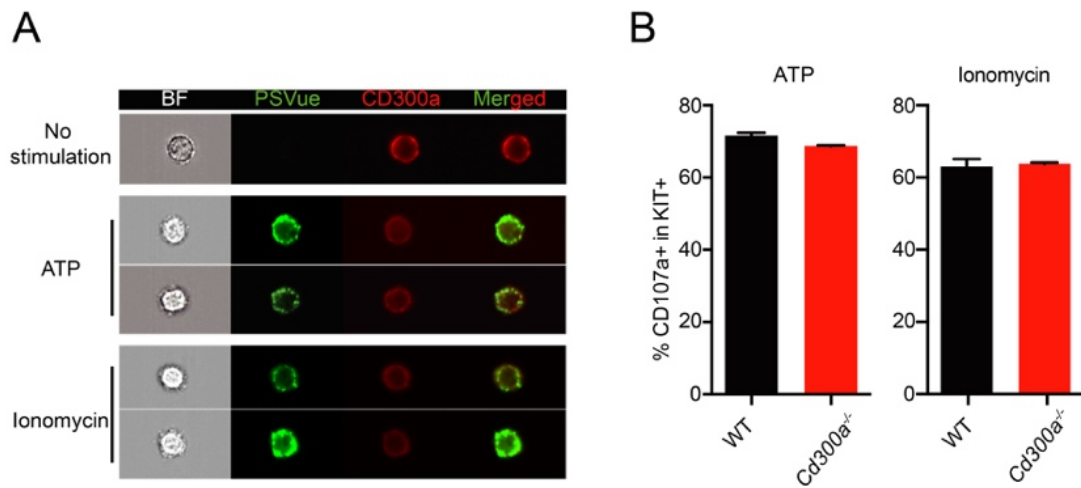 A
BF PSVue CD300a Merged
No
stimulation
ATP
Ionomycin
B
ATP Ionomycin
% CD107a+ in KIT+
80 80
60 60
40 40
20 20
0 0
WT Cd300a-/- WT Cd300a-/-